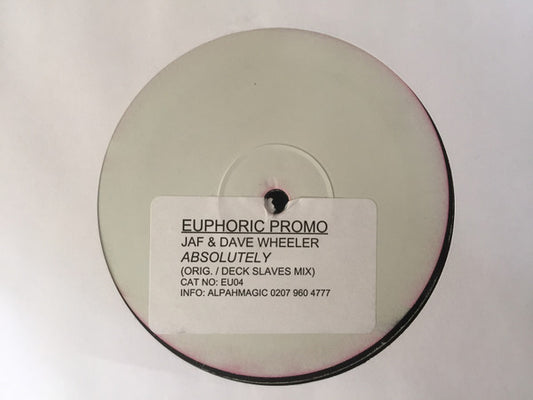 EUPHORIC PROMO
JAF & DAVE WHEELER
ABSOLUTELY
(ORIG. / DECK SLAVES MIX)
CAT NO: EU04
INFO: ALPAHMAGIC 0207 960 4777